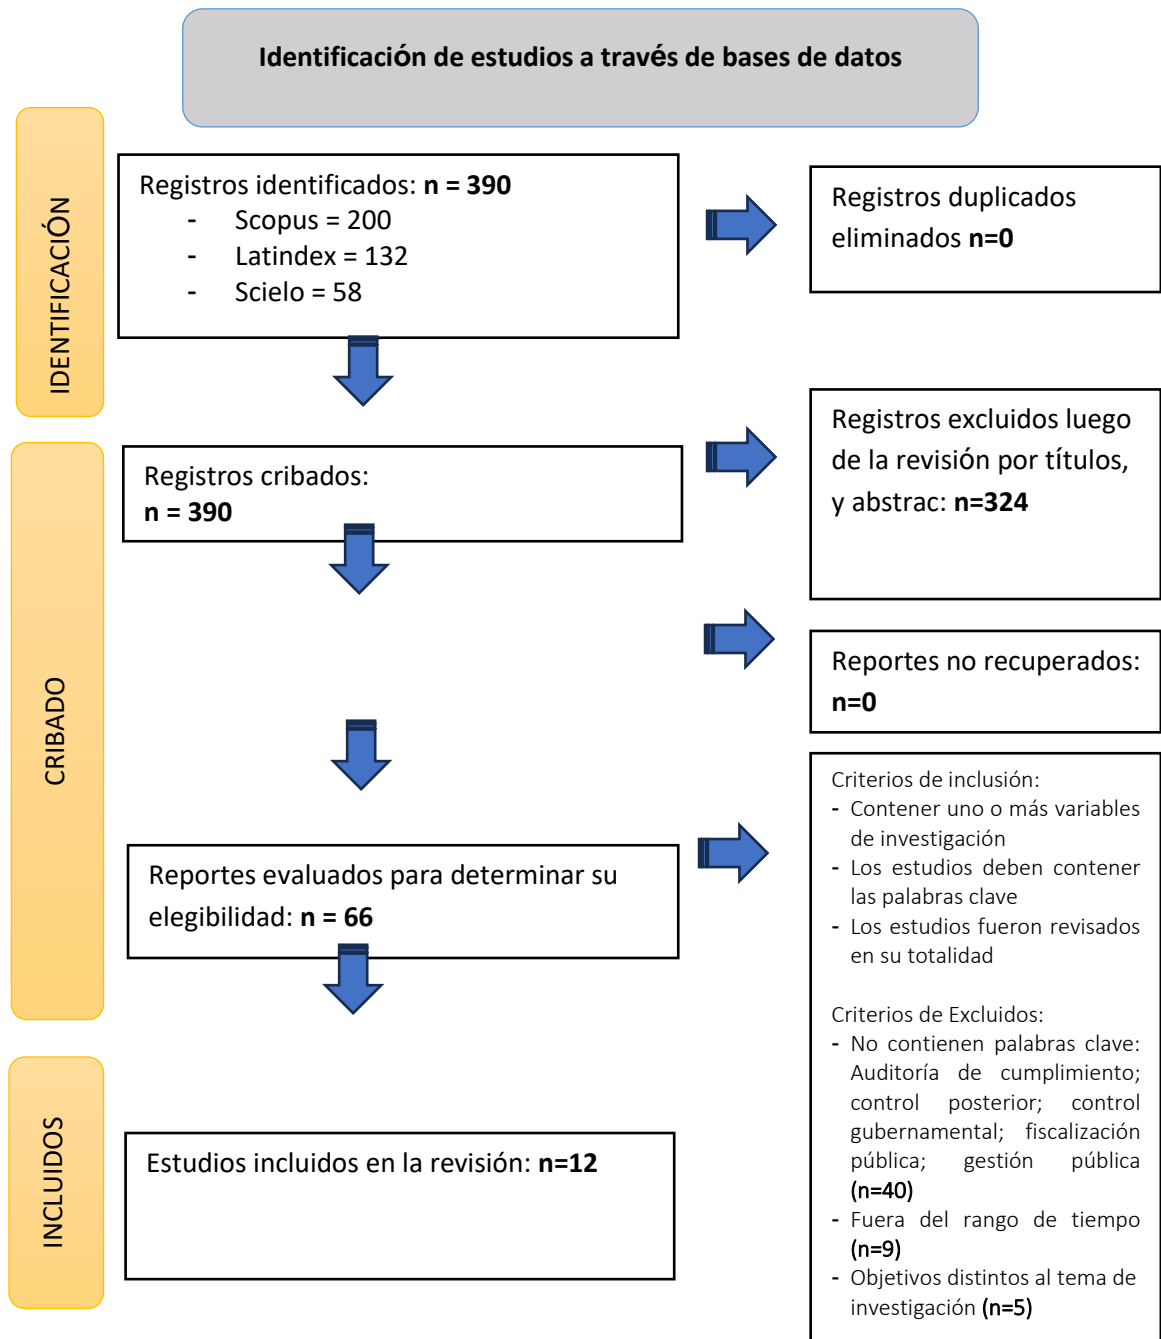 Identificación de estudios a través de bases de datos
IDENTIFICACIÓN
Registros identificados: n = 390
- Scopus = 200
- Latindex = 132
- Scielo = 58
Registros duplicados
eliminados n=0
CRIBADO
Registros cribados:
n = 390
Registros excluidos luego
de la revisión por títulos,
y abstrac: n=324
Reportes no recuperados:
n=0
Reportes evaluados para determinar su
elegibilidad: n = 66
Criterios de inclusión:
- Contener uno o más variables
de investigación
- Los estudios deben contener
las palabras clave
- Los estudios fueron revisados
en su totalidad
Criterios de Excluidos:
- No contienen palabras clave:
Auditoría de cumplimiento;
control posterior; control
gubernamental; fiscalización
pública; gestión pública
(n=40)
- Fuera del rango de tiempo
(n=9)
- Objetivos distintos al tema de
investigación (n=5)
INCLUIDOS
Estudios incluidos en la revisión: n=12